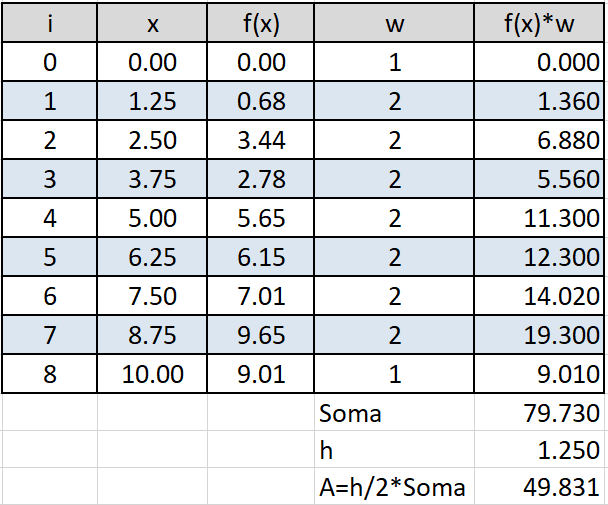 i x f(x) w f(x)*w
0 0.00 0.00 1 0.000
1 1.25 0.68 2 1.360
2 2.50 3.44 2 6.880
3 3.75 2.78 2 5.560
4 5.00 5.65 2 11.300
5 6.25 6.15 2 12.300
6 7.50 7.01 2 14.020
7 8.75 9.65 2 19.300
8 10.00 9.01 1 9.010
Soma 79.730
h 1.250
A=h/2*Soma 49.831